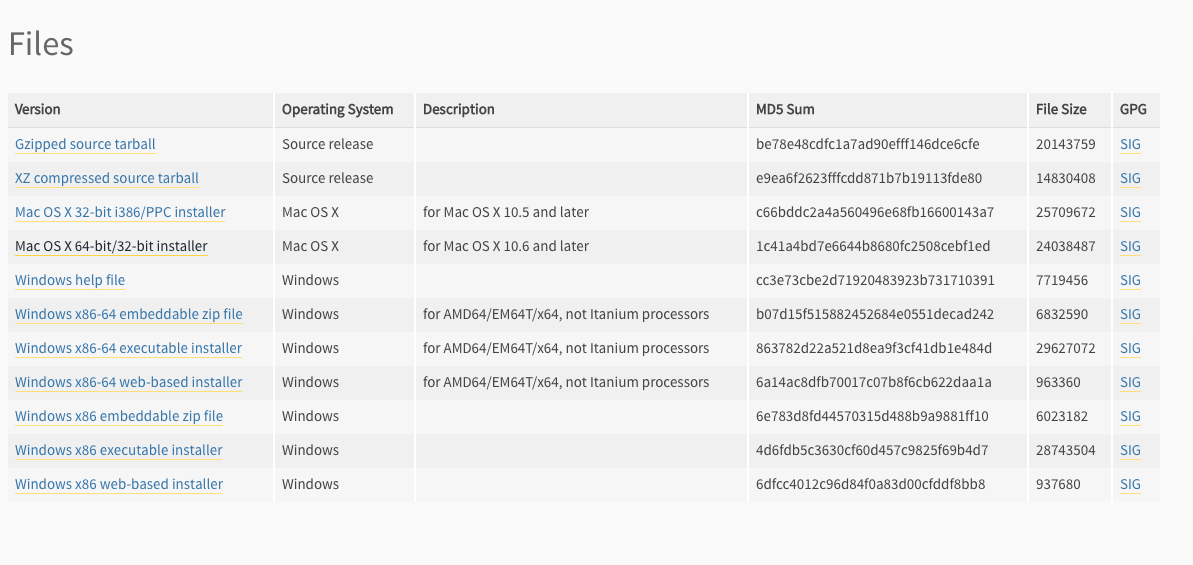 Files
Version Operating System Description MD5 Sum File Size GPG
Gzipped source tarball Source release be78e48cdfc1a7ad90efff146dce6cfe 20143759 SIG
XZ compressed source tarball Source release e9ea6f2623fffcdd871b7b19113fde80 14830408 SIG
Mac OS X 32-bit i386/PPC installer Mac OS X for Mac OS X 10.5 and later c66bddc2a4a560496e68fb16600143a7 25709672 SIG
Mac OS X 64-bit/32-bit installer Mac OS X for Mac OS X 10.6 and later 1c41a4bd7e6644b8680fc2508cebf1ed 24038487 SIG
Windows help file Windows cc3e73cbe2d71920483923b731710391 7719456 SIG
Windows x86-64 embeddable zip file Windows for AMD64/EM64T/x64, not Itanium processors b07d15f515882452684e0551decad242 6832590 SIG
Windows x86-64 executable installer Windows for AMD64/EM64T/x64, not Itanium processors 863782d22a521d8ea9f3cf41db1e484d 29627072 SIG
Windows x86-64 web-based installer Windows for AMD64/EM64T/x64, not Itanium processors 6a14ac8dfb70017c07b8f6cb622daa1a 963360 SIG
Windows x86 embeddable zip file Windows 6e783d8fd44570315d488b9a9881ff10 6023182 SIG
Windows x86 executable installer Windows 4d6fdb5c3630cf60d457c9825f69b4d7 28743504 SIG
Windows x86 web-based installer Windows 6dfcc4012c96d84f0a83d00cfddf8bb8 937680 SIG